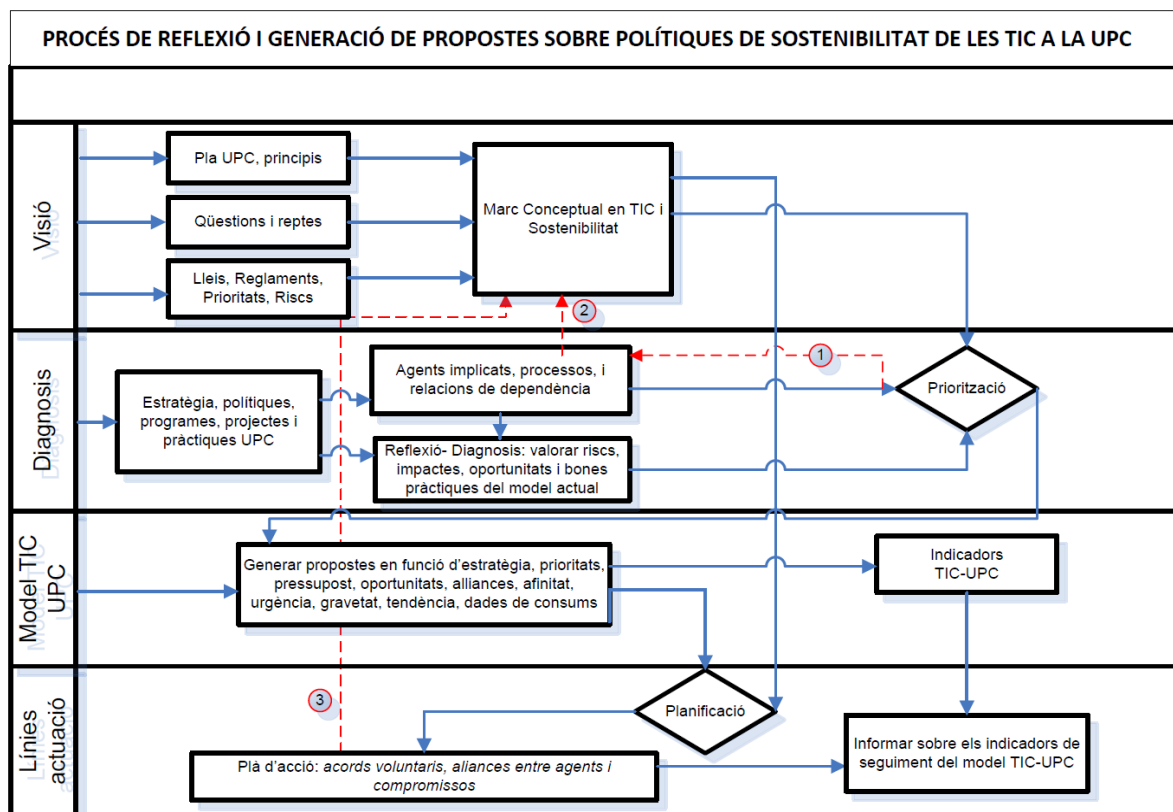 PROCÉS DE REFLEXIÓ I GENERACIÓ DE PROPOSTES SOBRE POLÍTIQUES DE SOSTENIBILITAT DE LES TIC A LA UPC
Visió
Pla UPC, principis
Qüestions i reptes
Lleis, Reglaments,
Prioritats, Riscs
Marc Conceptual en TIC i
Sostenibilitat
2
Diagnosis
Estratègia, polítiques,
programes, projectes i
pràctiques UPC
Agents implicats, processos, i
relacions de dependència
Reflexió- Diagnosis: valorar riscs,
impactes, oportunitats i bones
pràctiques del model actual
1
Priorització
Model TIC
UPC
Generar propostes en funció d’estratègia, prioritats,
pressupost, oportunitats, alliances, afinitat,
urgència, gravetat, tendència, dades de consums
Indicadors
TIC-UPC
Línies
actuació
3
Planificació
Plà d’acció: acords voluntaris, aliances entre agents i
compromissos
Informar sobre els indicadors de
seguiment del model TIC-UPC